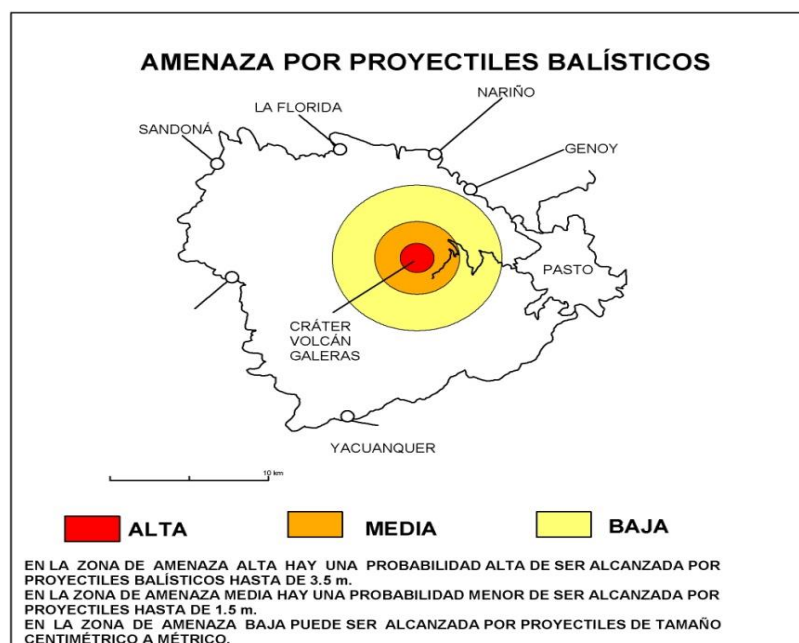 AMENAZA POR PROYECTILES BALÍSTICOS
NARIÑO
LA FLORIDA
SANDONÁ
GENOY
PASTO
CRÁTER
VOLCÁN
GALERAS
YACUANQUER
10 km
ALTA
MEDIA
BAJA
EN LA ZONA DE AMENAZA ALTA HAY UNA PROBABILIDAD ALTA DE SER ALCANZADA POR
PROYECTILES BALÍSTICOS HASTA DE 3.5 m.
EN LA ZONA DE AMENAZA MEDIA HAY UNA PROBABILIDAD MENOR DE SER ALCANZADA POR
PROYECTILES HASTA DE 1.5 m.
EN LA ZONA DE AMENAZA BAJA PUEDE SER ALCANZADA POR PROYECTILES DE TAMAÑO
CENTIMÉTRICO A MÉTRICO.